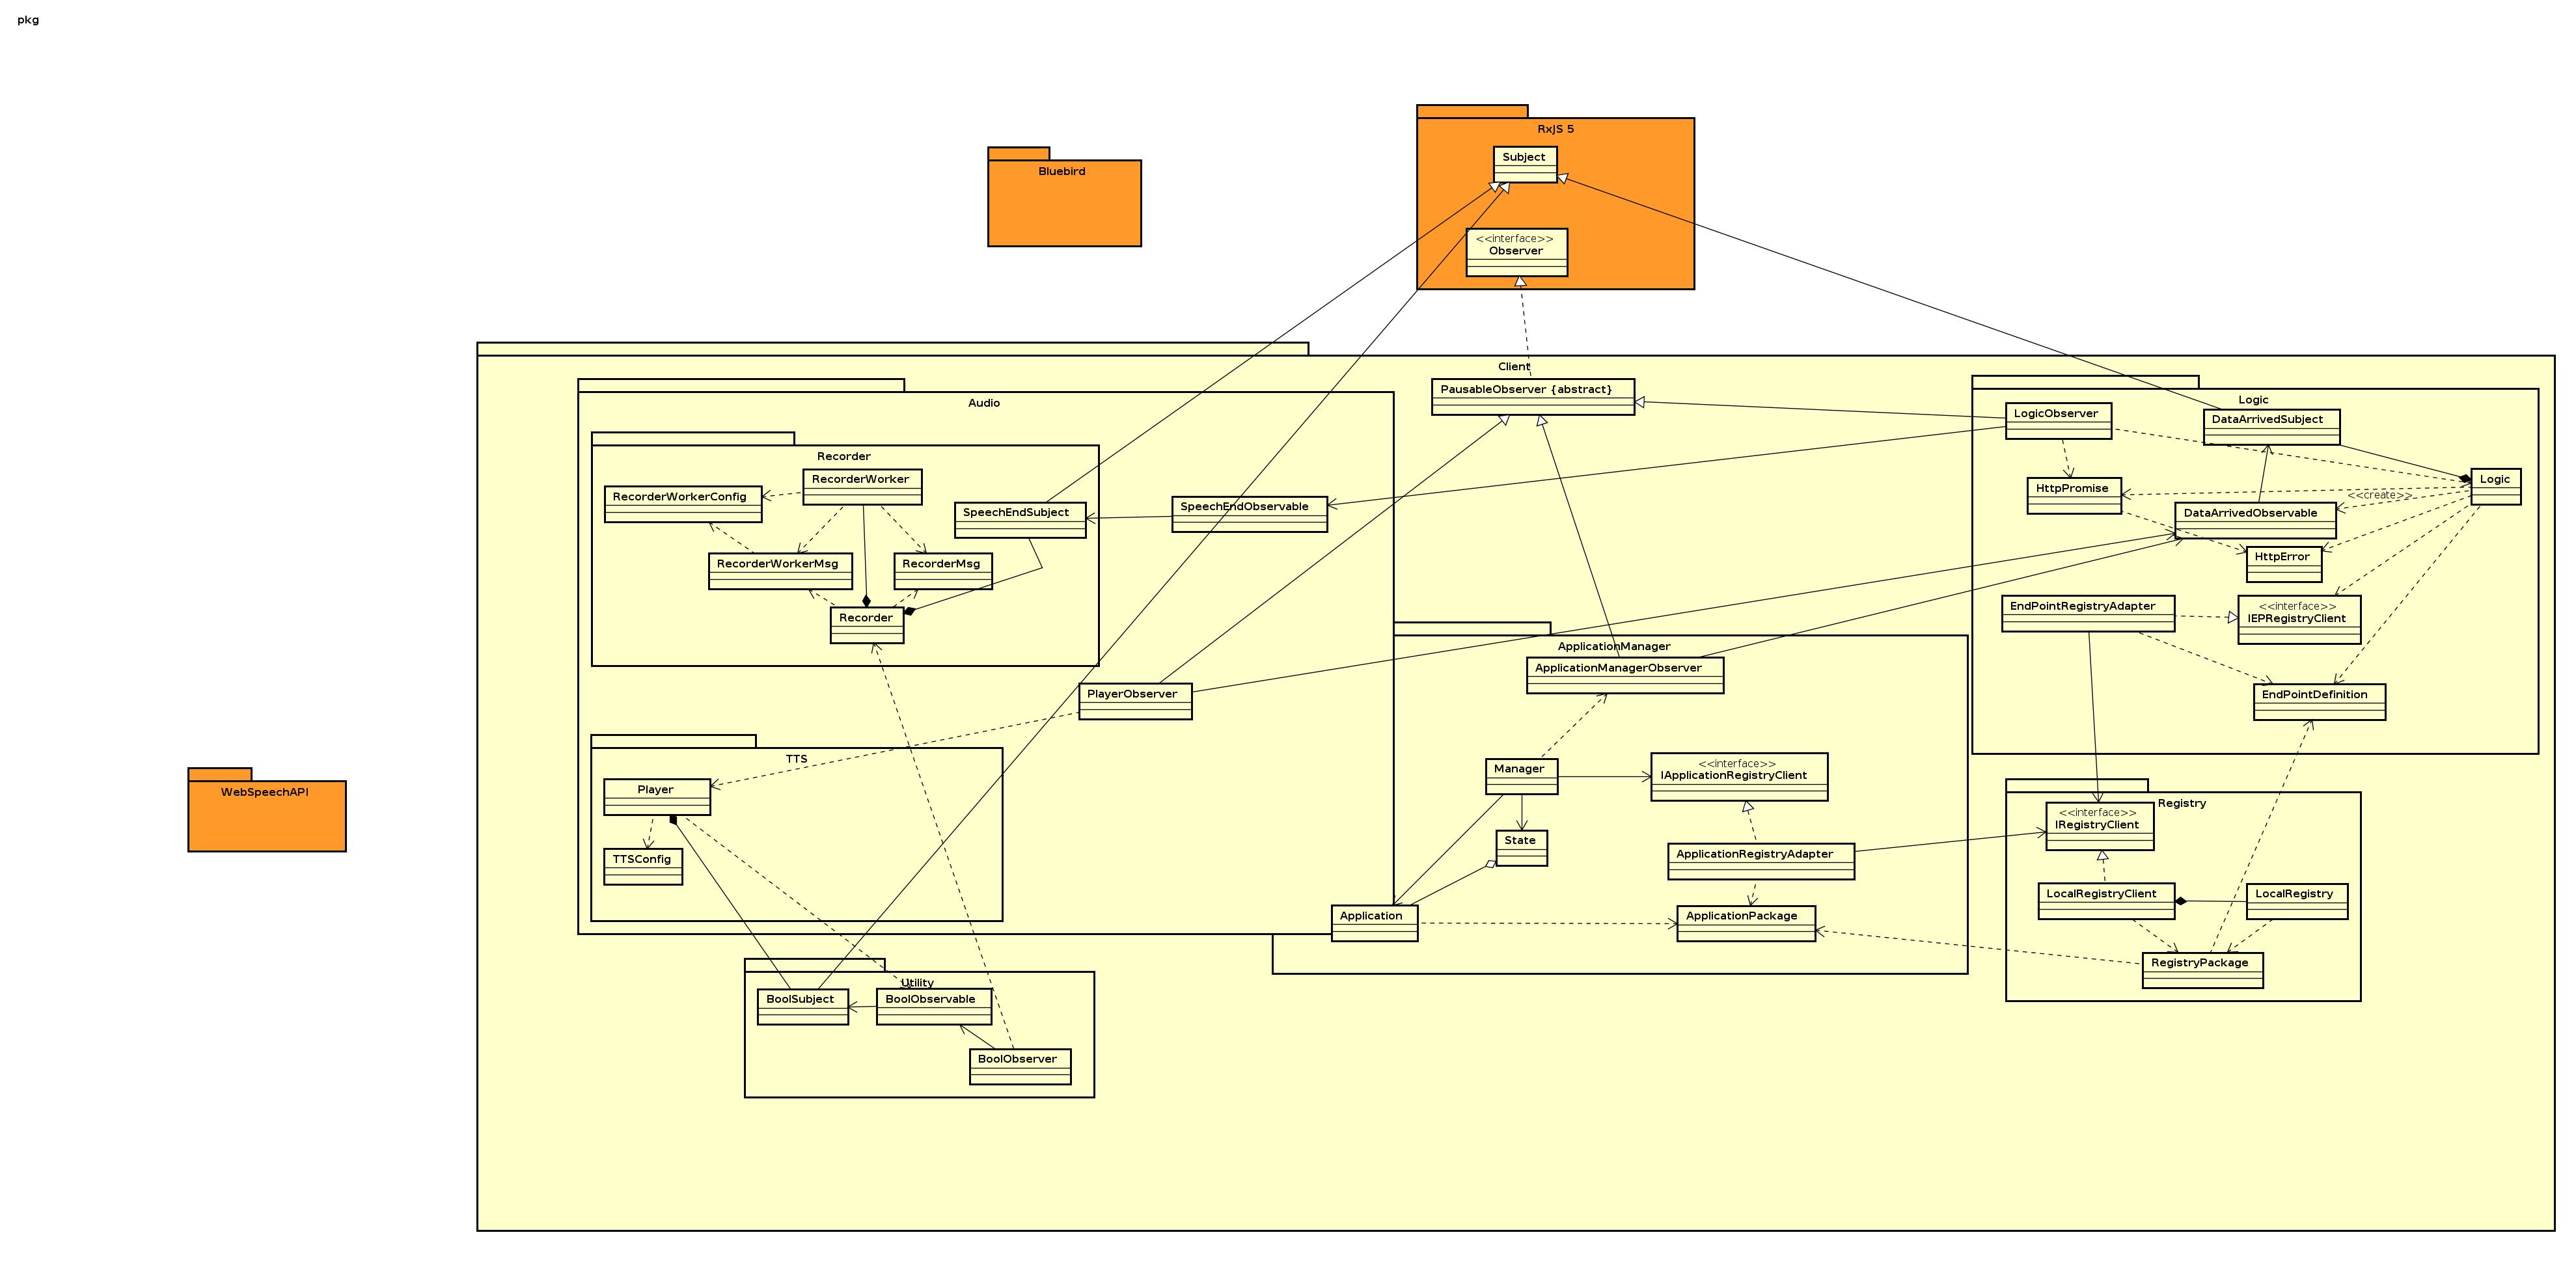 pkg
RxJS 5
Subject
Bluebird
<<interface>>
Observer
Client
PausableObserver {abstract}
Audio
Logic
LogicObserver
DataArrivedSubject
Recorder
RecorderWorker
RecorderWorkerConfig
SpeechEndSubject
SpeechEndObservable
HttpPromise
Logic
<<create>>
DataArrivedObservable
RecorderWorkerMsg
RecorderMsg
HttpError
Recorder
EndPointRegistryAdapter
<<interface>>
IEPRegistryClient
ApplicationManager
ApplicationManagerObserver
PlayerObserver
EndPointDefinition
TTS
Player
Manager
<<interface>>
IApplicationRegistryClient
WebSpeechAPI
Registry
<<interface>>
IRegistryClient
State
TTSConfig
ApplicationRegistryAdapter
LocalRegistryClient
LocalRegistry
Application
ApplicationPackage
RegistryPackage
Utility
BoolSubject
BoolObservable
BoolObserver